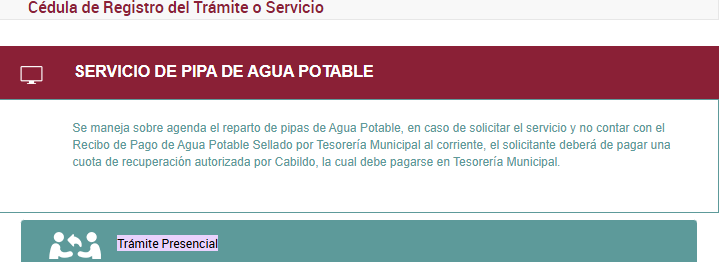 Cédula de Registro del Trámite o Servicio
SERVICIO DE PIPA DE AGUA POTABLE
Se maneja sobre agenda el reparto de pipas de Agua Potable, en caso de solicitar el servicio y no contar con el
Recibo de Pago de Agua Potable Sellado por Tesorería Municipal al corriente, el solicitante deberá de pagar una
cuota de recuperación autorizada por Cabildo, la cual debe pagarse en Tesorería Municipal.
Trámite Presencial